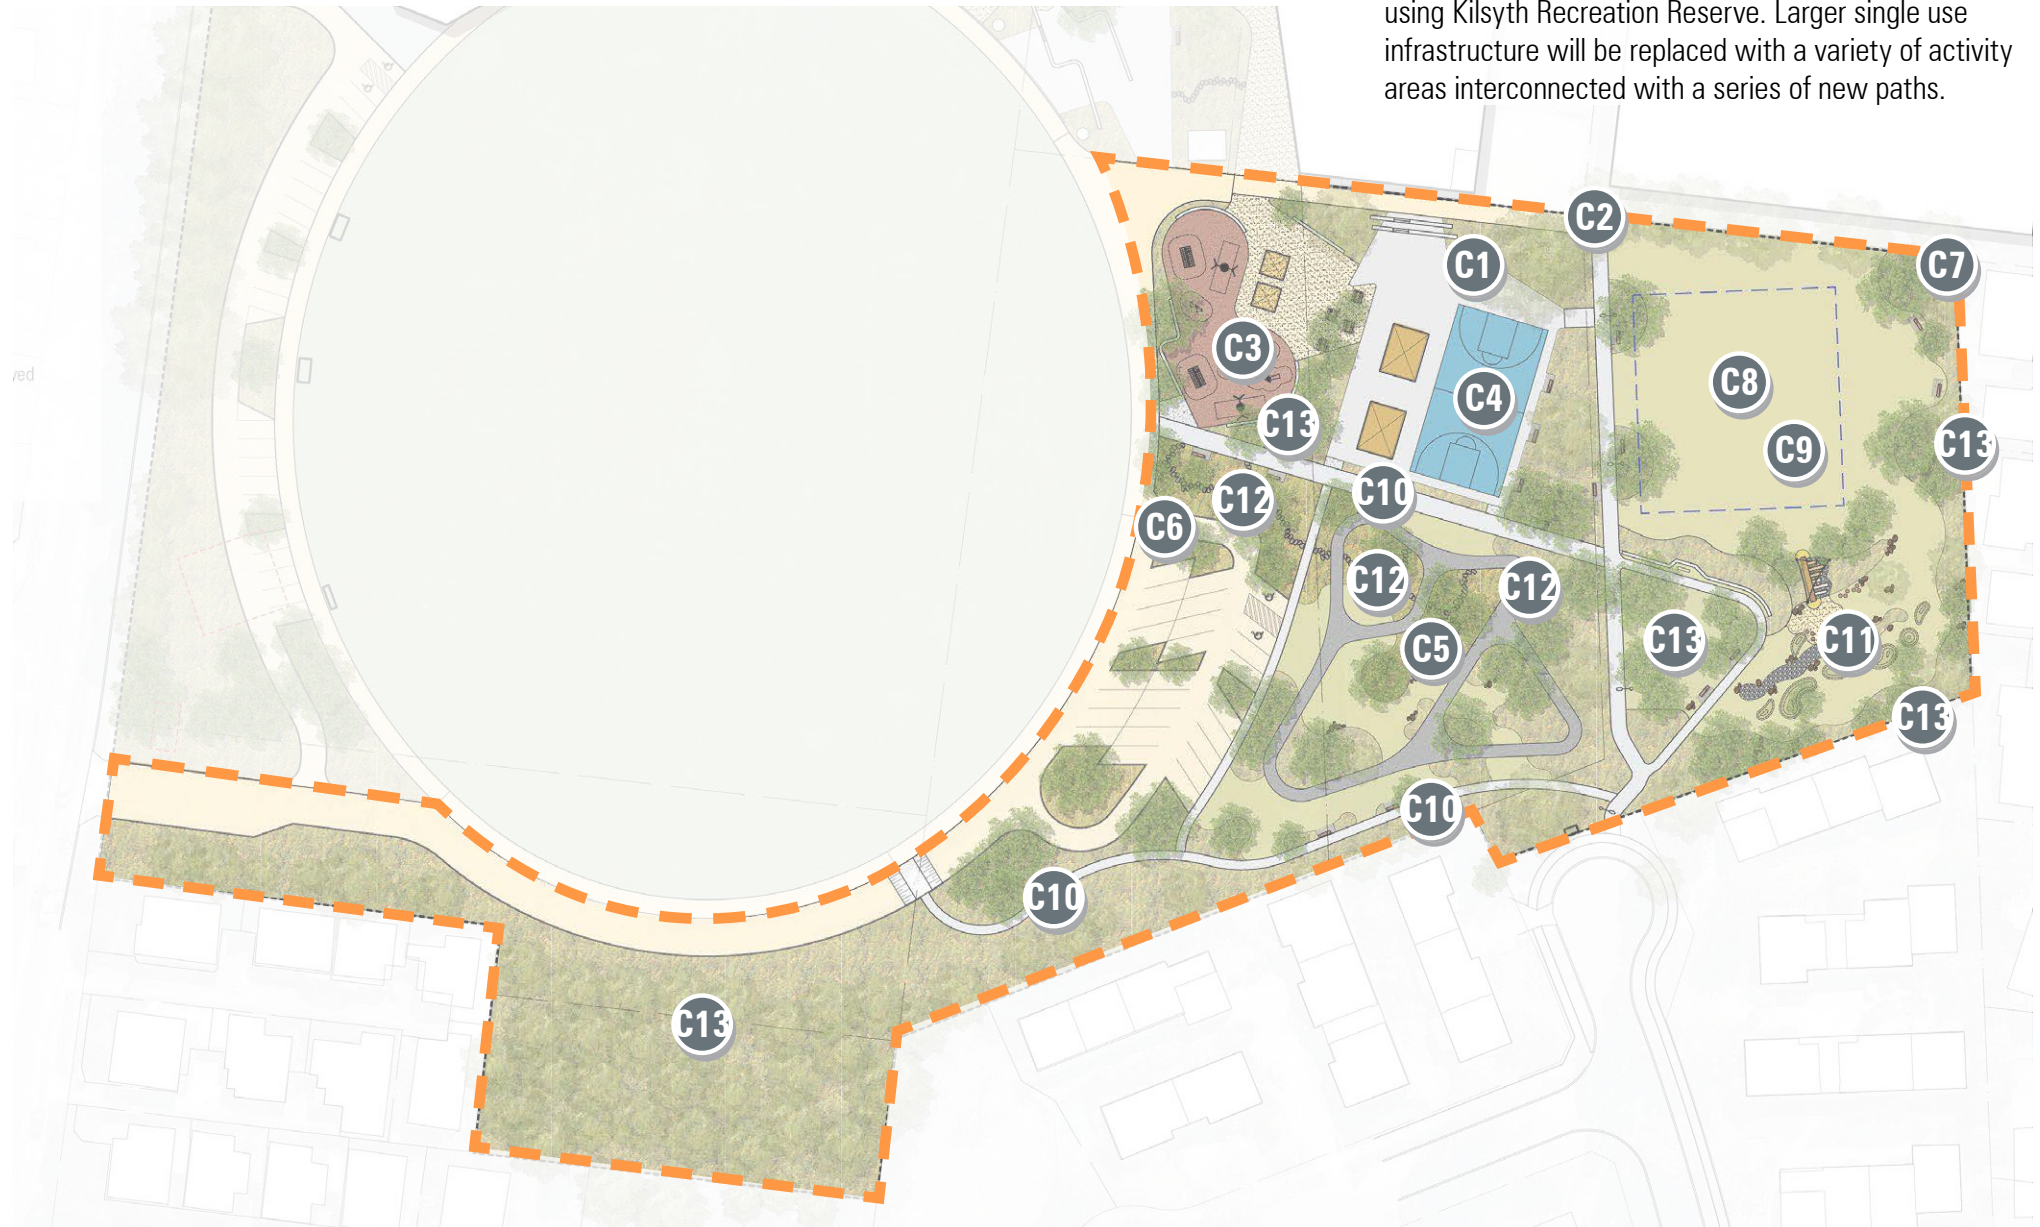 using Kilsyth Recreation Reserve. Larger single use
infrastructure will be replaced with a variety of activity
areas interconnected with a series of new paths.
C2
C1
C7
C3
C8
C4
C13
C9
C13
C10
C12
C6
C12
C12
C5
C13
C11
C13
C10
C10
C13